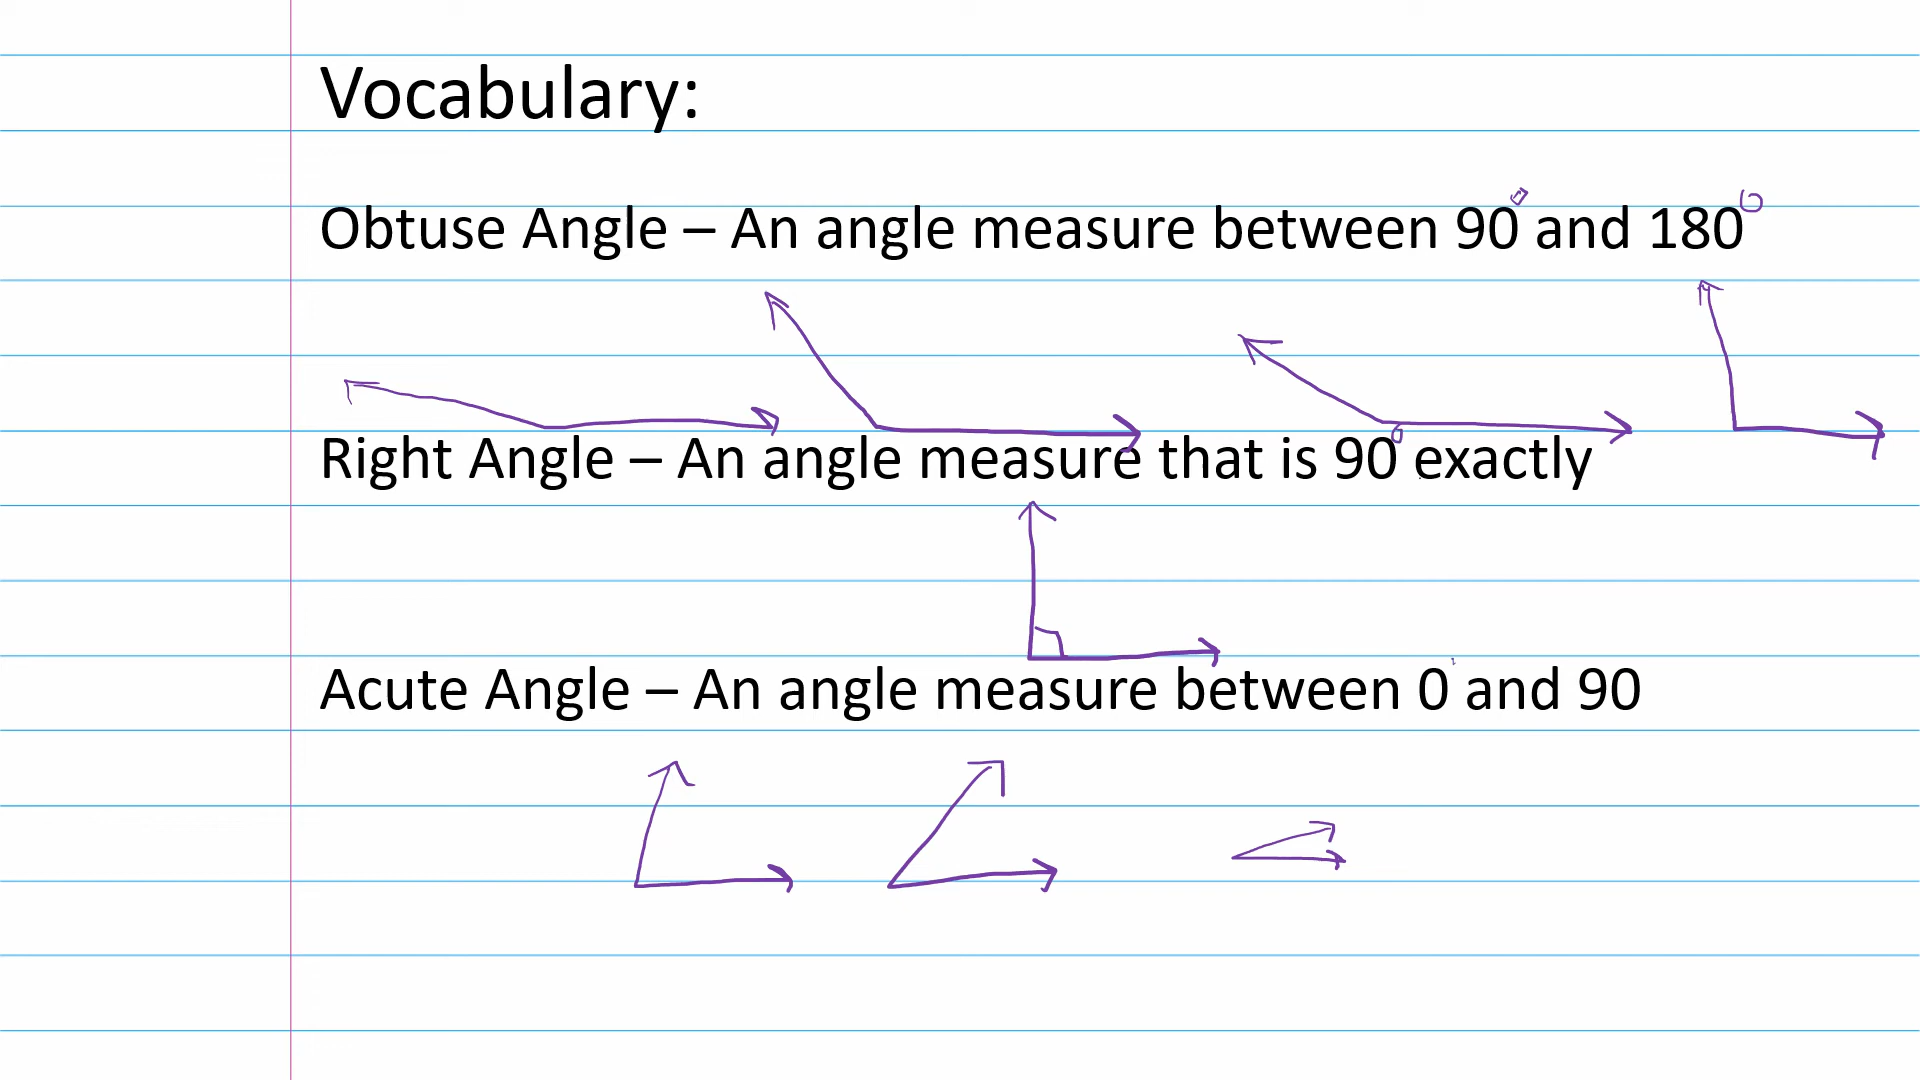 Vocabulary:
Obtuse Angle – An angle measure between 90° and 180°
Right Angle – An angle measure that is 90° exactly
Acute Angle – An angle measure between 0 and 90